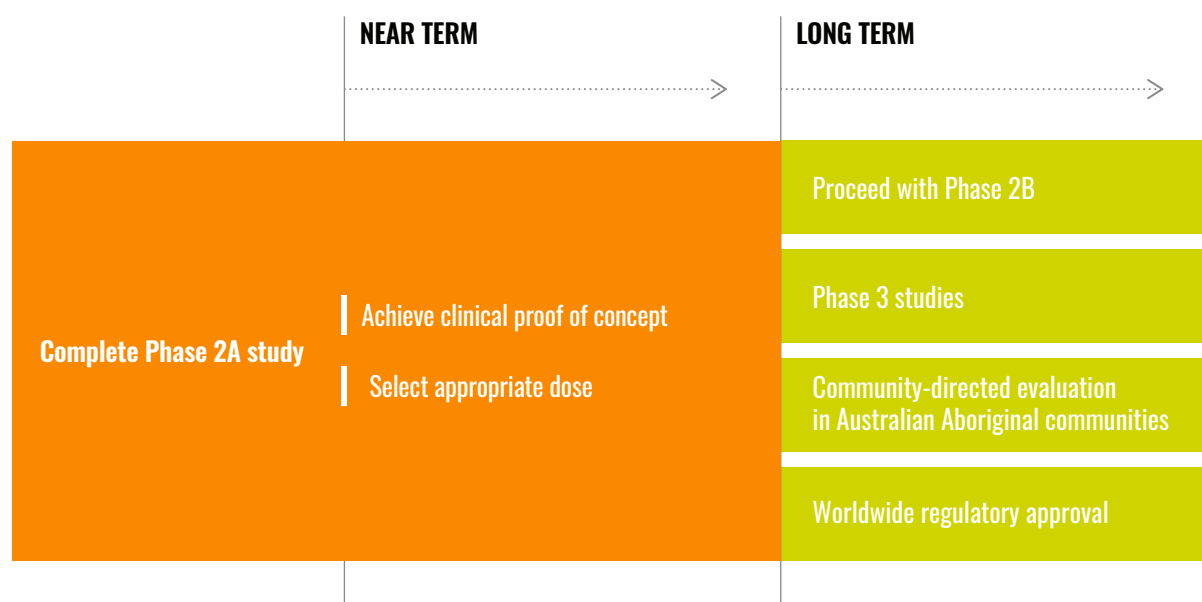 NEAR TERM
LONG TERM
Complete Phase 2A study
Achieve clinical proof of concept
Select appropriate dose
Proceed with Phase 2B
Phase 3 studies
Community-directed evaluation
in Australian Aboriginal communities
Worldwide regulatory approval